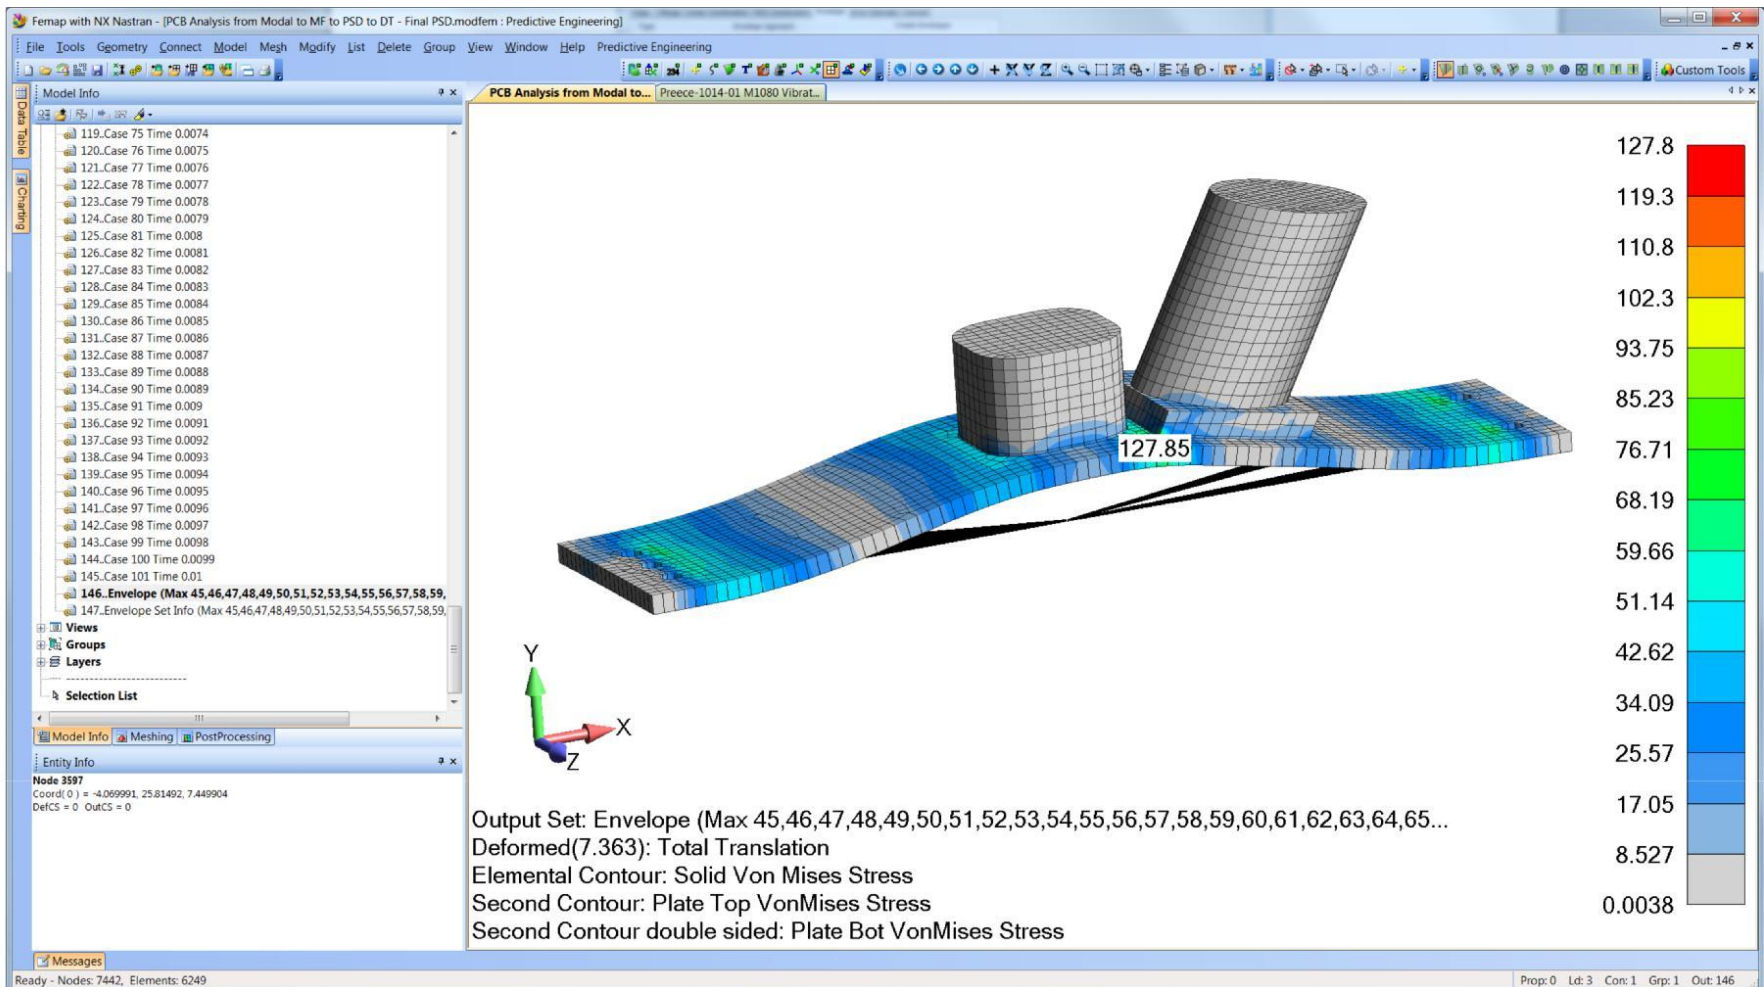 Femap with NX Nastran - [PCB Analysis from Modal to MF to PSD to DT - Final PSD.modfem : Predictive Engineering]
File Tools Geometry Connect Model Mesh Modify List Delete Group View Window Help Predictive Engineering
Custom Tools
Model Info
PCB Analysis from Modal to... Preece-1014-01 M1080 Vibrat...
Data Table
Charting
119..Case 75 Time 0.0074
120..Case 76 Time 0.0075
121..Case 77 Time 0.0076
122..Case 78 Time 0.0077
123..Case 79 Time 0.0078
124..Case 80 Time 0.0079
125..Case 81 Time 0.008
126..Case 82 Time 0.0081
127..Case 83 Time 0.0082
128..Case 84 Time 0.0083
129..Case 85 Time 0.0084
130..Case 86 Time 0.0085
131..Case 87 Time 0.0086
132..Case 88 Time 0.0087
133..Case 89 Time 0.0088
134..Case 90 Time 0.0089
135..Case 91 Time 0.009
136..Case 92 Time 0.0091
137..Case 93 Time 0.0092
138..Case 94 Time 0.0093
139..Case 95 Time 0.0094
140..Case 96 Time 0.0095
141..Case 97 Time 0.0096
142..Case 98 Time 0.0097
143..Case 99 Time 0.0098
144..Case 100 Time 0.0099
145..Case 101 Time 0.01
146..Envelope (Max 45,46,47,48,49,50,51,52,53,54,55,56,57,58,59,
147..Envelope Set Info (Max 45,46,47,48,49,50,51,52,53,54,55,56,57,58,59,
Views
Groups
Layers
Selection List
Model Info Meshing PostProcessing
Entity Info
Node 3597
Coord( 0 ) = -4.069991, 25.81492, 7.449904
DefCS = 0 OutCS = 0
127.85
Y
X
Z
127.8
119.3
110.8
102.3
93.75
85.23
76.71
68.19
59.66
51.14
42.62
34.09
25.57
17.05
8.527
0.0038
Output Set: Envelope (Max 45,46,47,48,49,50,51,52,53,54,55,56,57,58,59,60,61,62,63,64,65...
Deformed(7.363): Total Translation
Elemental Contour: Solid Von Mises Stress
Second Contour: Plate Top VonMises Stress
Second Contour double sided: Plate Bot VonMises Stress
Messages
Ready - Nodes: 7442, Elements: 6249
Prop: 0 Ld: 3 Con: 1 Grp: 1 Out: 146